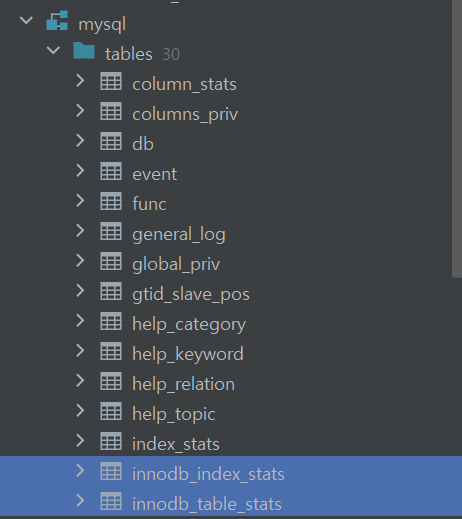 mysql
tables 30
column_stats
columns_priv
db
event
func
general_log
global_priv
gtid_slave_pos
help_category
help_keyword
help_relation
help_topic
index_stats
innodb_index_stats
innodb_table_stats